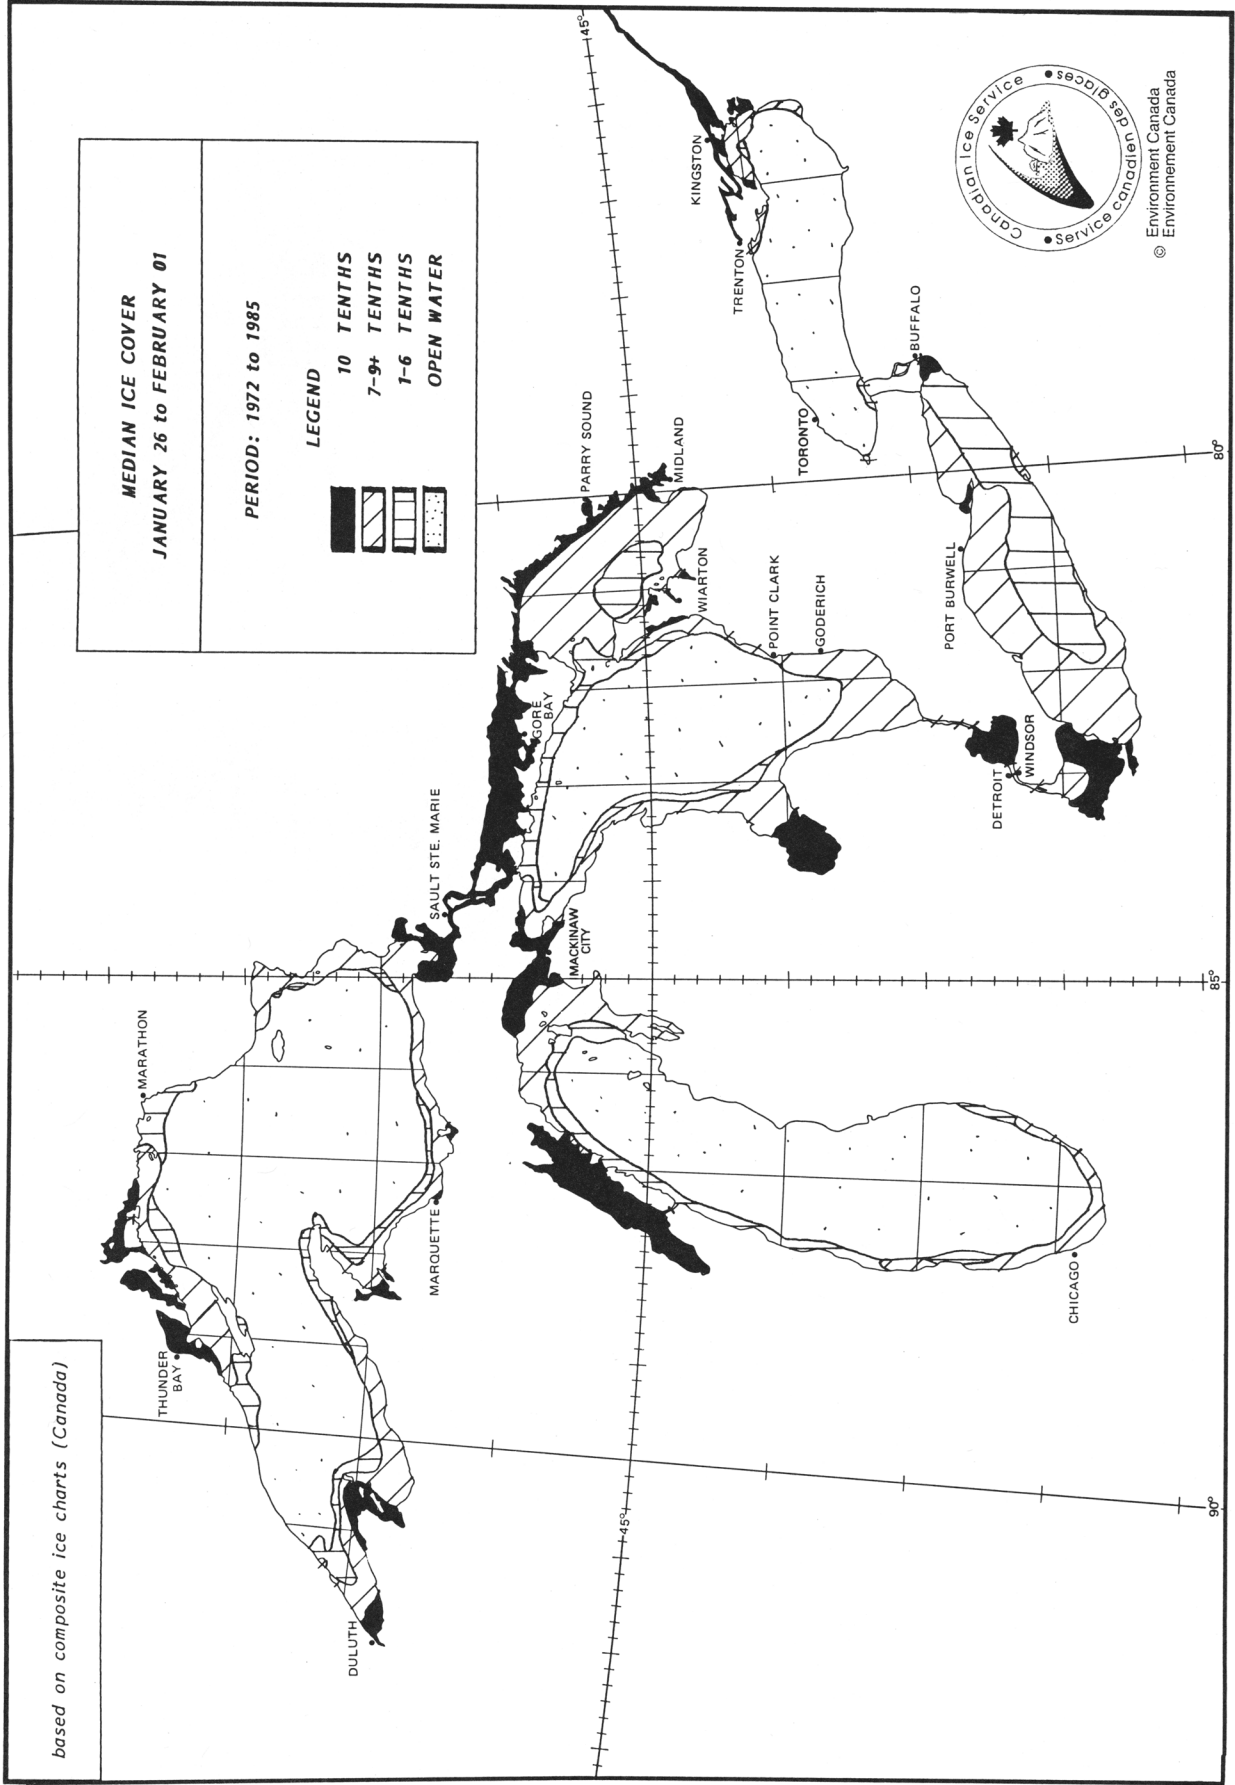 based on composite ice charts (Canada)
MEDIAN ICE COVER
JANUARY 26 to FEBRUARY 01
PERIOD: 1972 to 1985
LEGEND
10 TENTHS
7-9+ TENTHS
1-6 TENTHS
OPEN WATER
THUNDER
BAY
MARATHON
DULUTH
MARQUETTE
SAULT STE. MARIE
GORE
BAY
MACKINAW
CITY
PARRY SOUND
MIDLAND
WIARTON
POINT CLARK
GODERICH
KINGSTON
TRENTON
TORONTO
BUFFALO
PORT BURWELL
DETROIT
WINDSOR
CHICAGO
45°
45°
90°
85°
80°
Canadian Ice Service
Service canadien des glaces
© Environment Canada
Environnement Canada